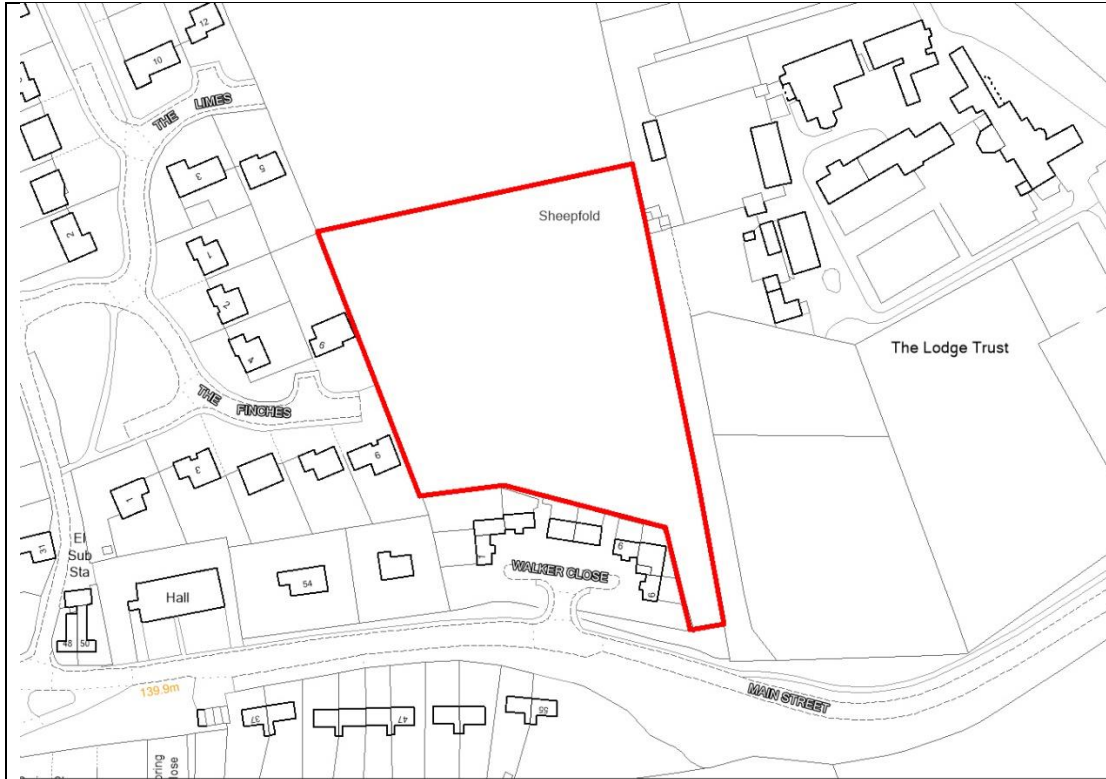 12
10
THE LIMES
3
5
2
1
2
4
6
THE FINCHES
Sheepfold
The Lodge Trust
3
1
9
31
El
Sub
Sta
Hall
54
1
6
9
WALKER CLOSE
48 50
139.9m
MAIN STREET
37
47
55